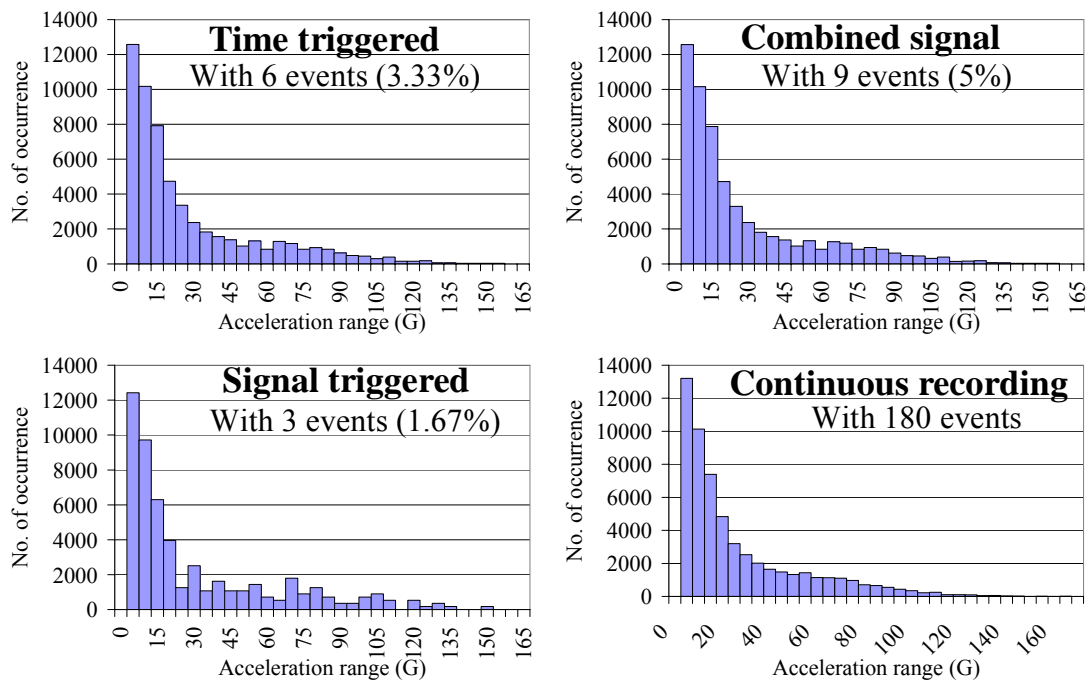 Time triggered
With 6 events (3.33%)
No. of occurrence
14000
12000
10000
8000
6000
4000
2000
0
0 15 30 45 60 75 90 105 120 135 150 165
Acceleration range (G)
Combined signal
With 9 events (5%)
No. of occurrence
14000
12000
10000
8000
6000
4000
2000
0
0 15 30 45 60 75 90 105 120 135 150 165
Acceleration range (G)
Signal triggered
With 3 events (1.67%)
No. of occurrence
14000
12000
10000
8000
6000
4000
2000
0
0 15 30 45 60 75 90 105 120 135 150 165
Acceleration range (G)
Continuous recording
With 180 events
No. of occurrence
14000
12000
10000
8000
6000
4000
2000
0
0 20 40 60 80 100 120 140 160
Acceleration range (G)